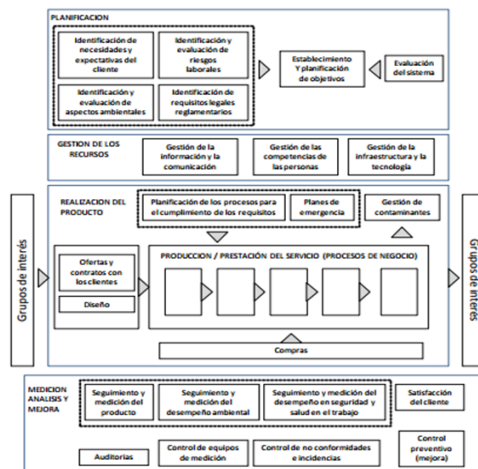 PLANIFICACION
Identificación de
necesidades y
expectativas del
cliente
Identificación y
evaluación de
riesgos
laborales
Identificación y
evaluación de
aspectos ambientales
Identificación de
requisitos legales
reglamentarios
Establecimiento
Y planificación
de objetivos
Evaluación
del sistema
GESTION DE LOS
RECURSOS
Gestión de la
información y la
comunicación
Gestión de las
competencias de
las personas
Gestión de la
infraestructura y la
tecnología
Grupos de interés
REALIZACION DEL
PRODUCTO
Planificación de los procesos para
el cumplimiento de los requisitos
Planes de
emergencia
Gestión de
contaminantes
Ofertas y
contratos con
los clientes
Diseño
PRODUCCION / PRESTACIÓN DEL SERVICIO (PROCESOS DE NEGOCIO)
Compras
Grupos de interés
MEDICION
ANALISIS Y
MEJORA
Seguimiento y
medición del
producto
Seguimiento y
medición del
desempeño ambiental
Seguimiento y medición del
desempeño en seguridad y
salud en el trabajo
Satisfacción
del cliente
Auditorias
Control de equipos
de medición
Control de no conformidades
e incidencias
Control
preventivo
(mejora)